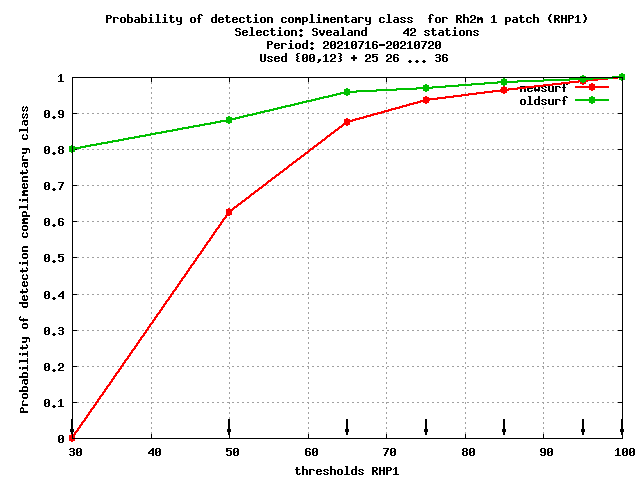 Probability of detection complimentary class for Rh2m 1 patch (RHP1)
Selection: Svealand 42 stations
Period: 20210716-20210720
Used {00,12} + 25 26 ... 36
Probability of detection complimentary class
1
0.9
0.8
0.7
0.6
0.5
0.4
0.3
0.2
0.1
0
newsurf
oldsurf
30 40 50 60 70 80 90 100
thresholds RHP1